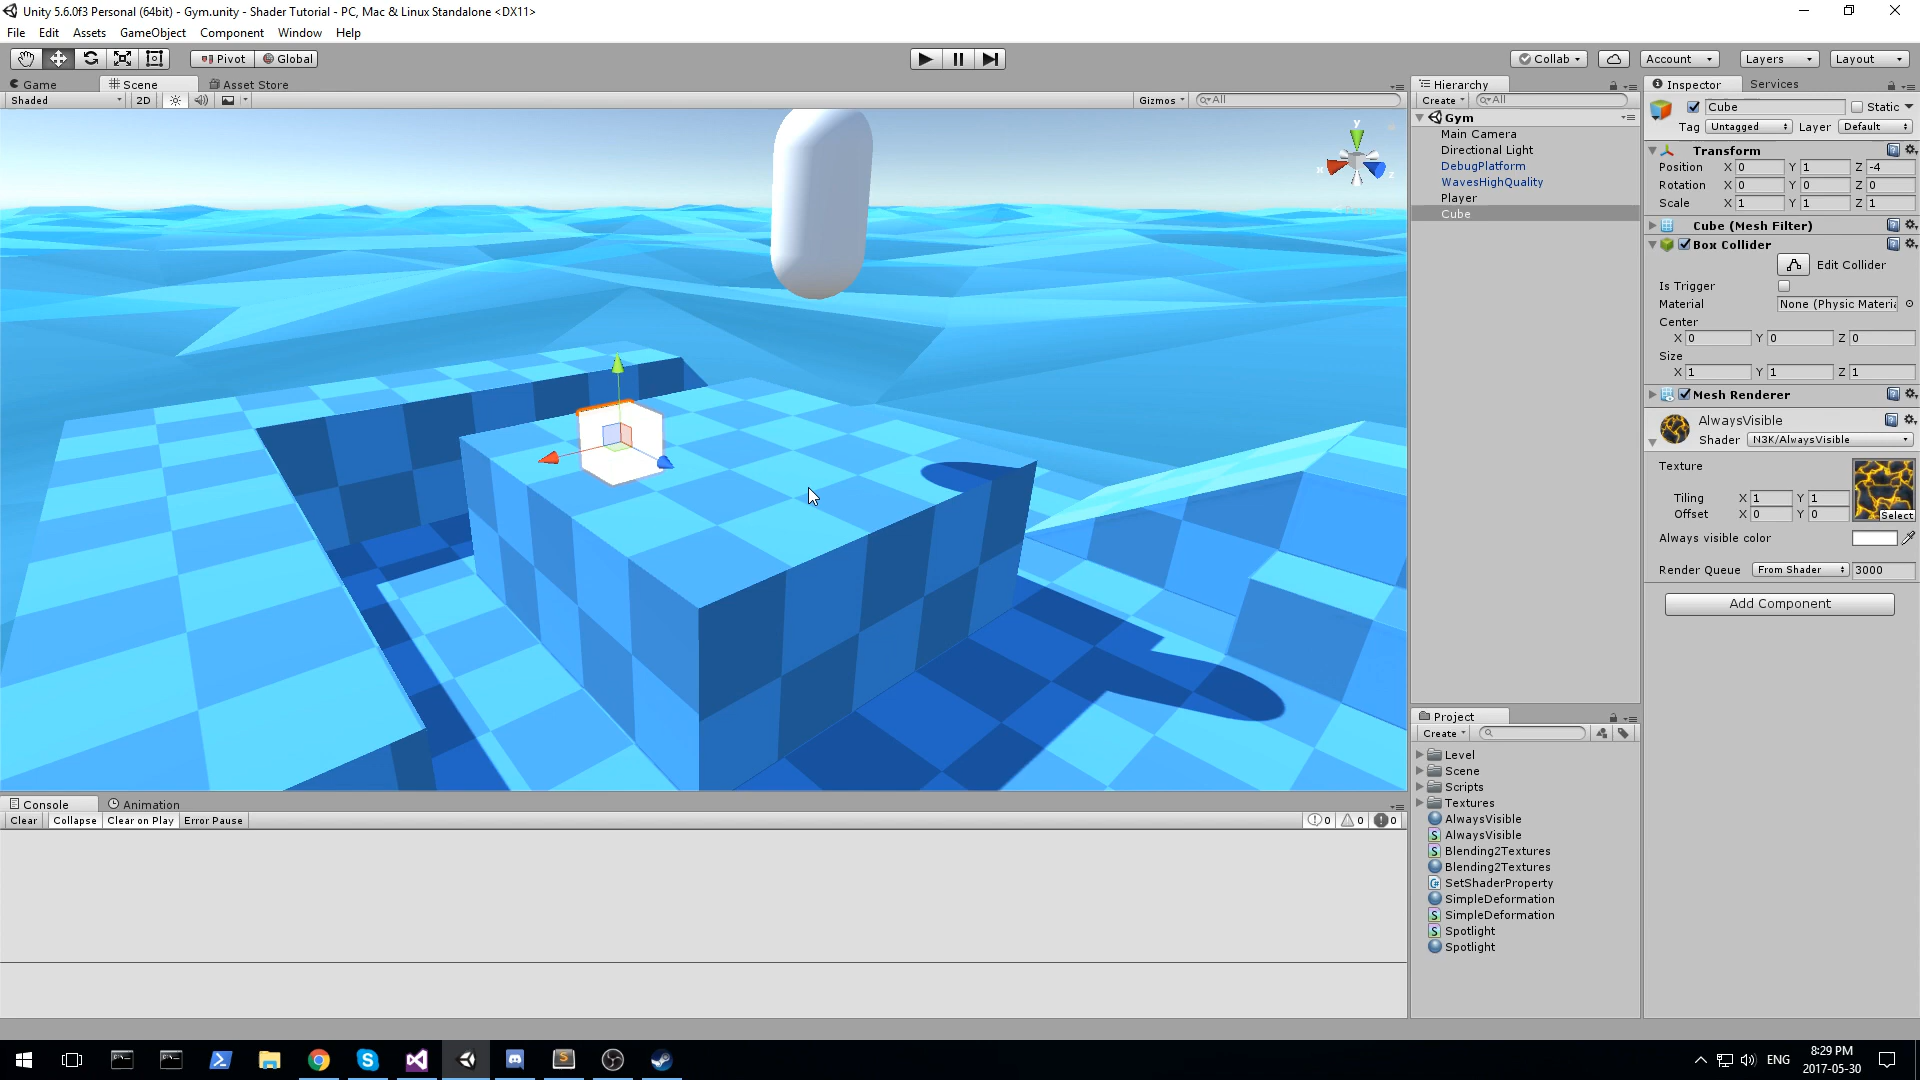 Unity 5.6.0f3 Personal (64bit) - Gym.unity - Shader Tutorial - PC, Mac & Linux Standalone <DX11>
File Edit Assets GameObject Component Window Help
Pivot Global Collab Account Layers Layout
Game Scene Asset Store
Shaded 2D Gizmos All
y
x
z
Hierarchy
Create All
Gym
Main Camera
Directional Light
DebugPlatform
WavesHighQuality
Player
Cube
Inspector Services
Cube Static
Tag Untagged Layer Default
Transform
Position X 0 Y 1 Z -4
Rotation X 0 Y 0 Z 0
Scale X 1 Y 1 Z 1
Cube (Mesh Filter)
Box Collider
Edit Collider
Is Trigger
Material None (Physic Materia
Center
X 0 Y 0 Z 0
Size
X 1 Y 1 Z 1
Mesh Renderer
AlwaysVisible
Shader N3K/AlwaysVisible
Texture
Tiling X 1 Y 1
Offset X 0 Y 0
Select
Always visible color
Render Queue From Shader 3000
Add Component
Project
Create
Level
Scene
Scripts
Textures
AlwaysVisible
AlwaysVisible
Blending2Textures
Blending2Textures
SetShaderProperty
SimpleDeformation
SimpleDeformation
Spotlight
Spotlight
Console Animation
Clear Collapse Clear on Play Error Pause 0 0 0
ENG
8:29 PM
2017-05-30